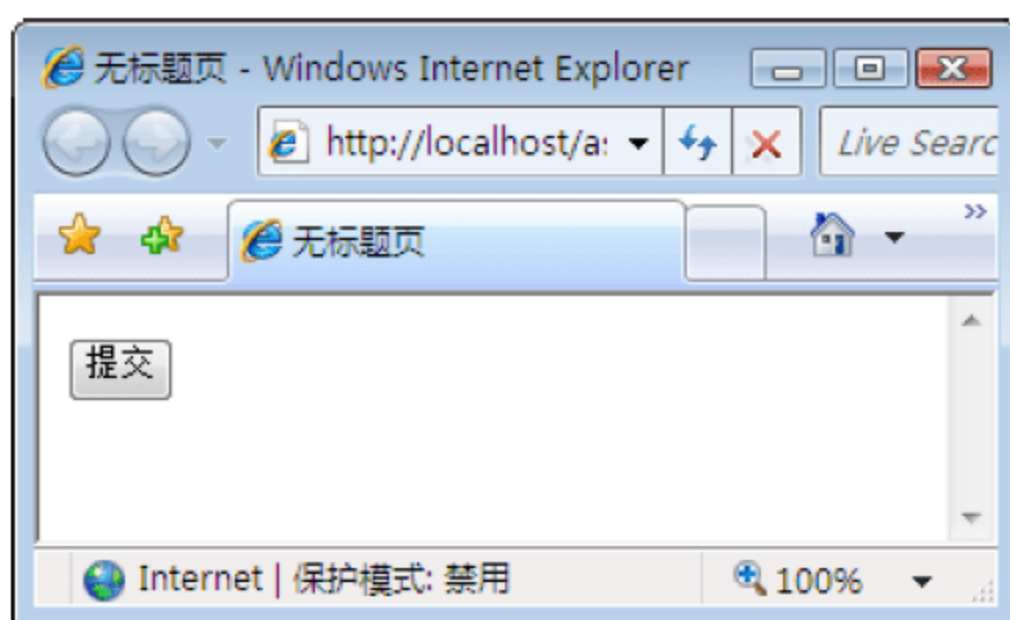 无标题页 - Windows Internet Explorer
http://localhost/a:
Live Searc
无标题页
提交
Internet | 保护模式: 禁用
100%